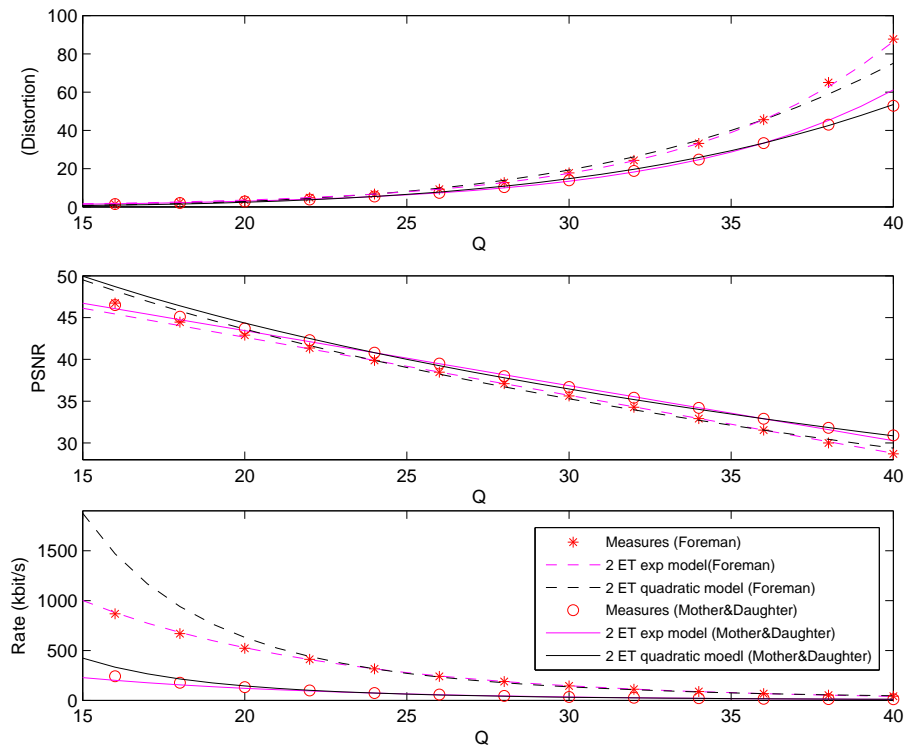 100
80
60
40
20
0
(Distortion)
15 20 25 30 35 40
Q
50
45
40
35
30
PSNR
15 20 25 30 35 40
Q
1500
1000
500
0
Rate (kbit/s)
Measures (Foreman)
2 ET exp model(Foreman)
2 ET quadratic model (Foreman)
Measures (Mother&Daughter)
2 ET exp model (Mother&Daughter)
2 ET quadratic moedl (Mother&Daughter)
15 20 25 30 35 40
Q